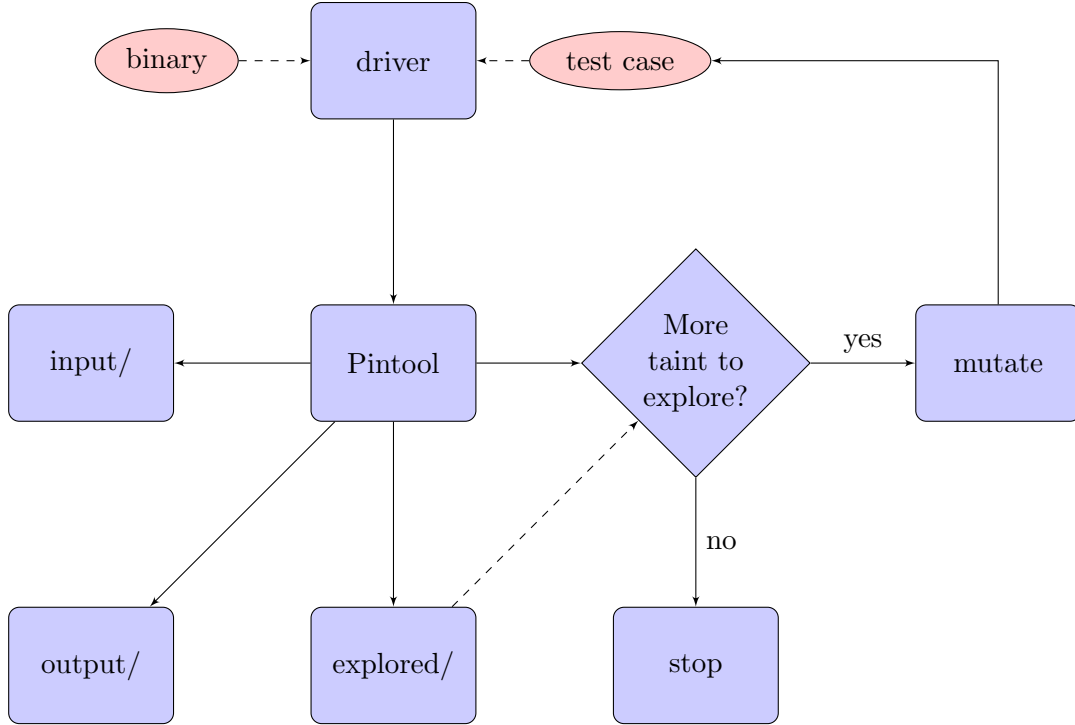 binary
driver
test case
input/
Pintool
More
taint to
explore?
yes
mutate
no
output/
explored/
stop